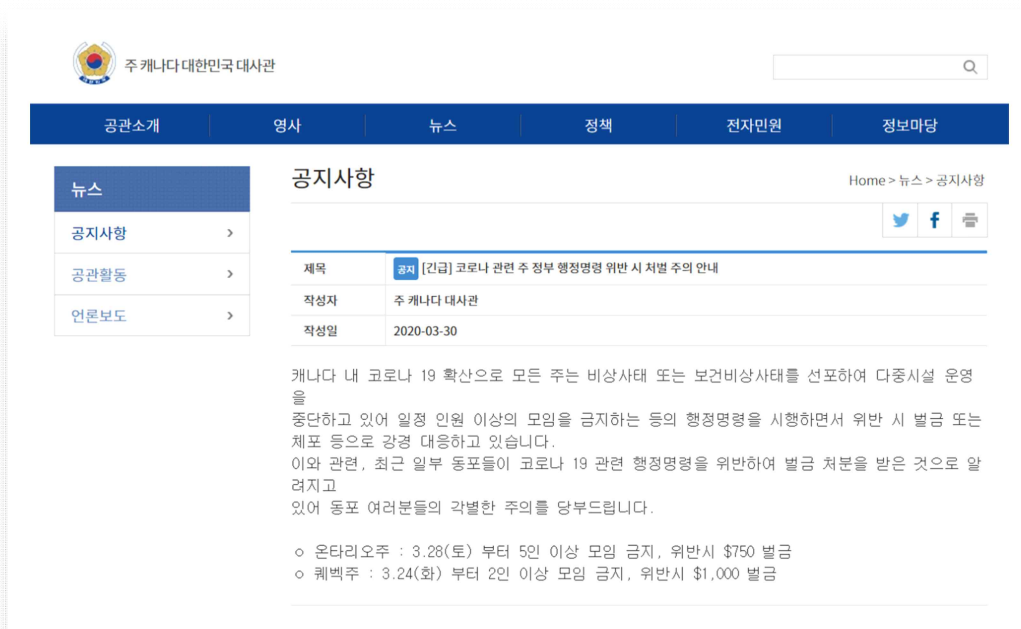 주 캐나다 대한민국 대사관
공관소개 영사 뉴스 정책 전자민원 정보마당
뉴스
공지사항
공관활동
언론보도
공지사항
Home > 뉴스 > 공지사항
제목 공지 [긴급] 코로나 관련 주 정부 행정명령 위반 시 처벌 주의 안내
작성자 주 캐나다 대사관
작성일 2020-03-30
캐나다 내 코로나 19 확산으로 모든 주는 비상사태 또는 보건비상사태를 선포하여 다중시설 운영
을
중단하고 있어 일정 인원 이상의 모임을 금지하는 등의 행정명령을 시행하면서 위반 시 벌금 또는
체포 등으로 강경 대응하고 있습니다.
이와 관련, 최근 일부 동포들이 코로나 19 관련 행정명령을 위반하여 벌금 처분을 받은 것으로 알
려지고
있어 동포 여러분들의 각별한 주의를 당부드립니다.
○ 온타리오주 : 3.28(토) 부터 5인 이상 모임 금지, 위반시 $750 벌금
○ 퀘벡주 : 3.24(화) 부터 2인 이상 모임 금지, 위반시 $1,000 벌금